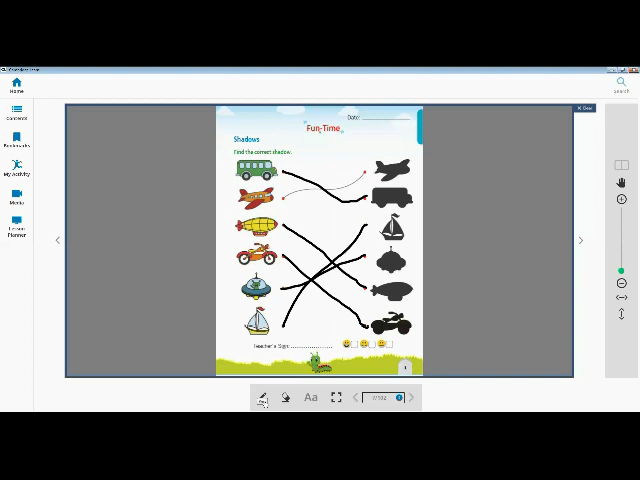 Home
Search
Contents
Bookmarks
My Activity
Media
Lesson
Planner
Date:
Fun-Time
Shadows
Find the correct shadow.
Teacher's Sign
Aa